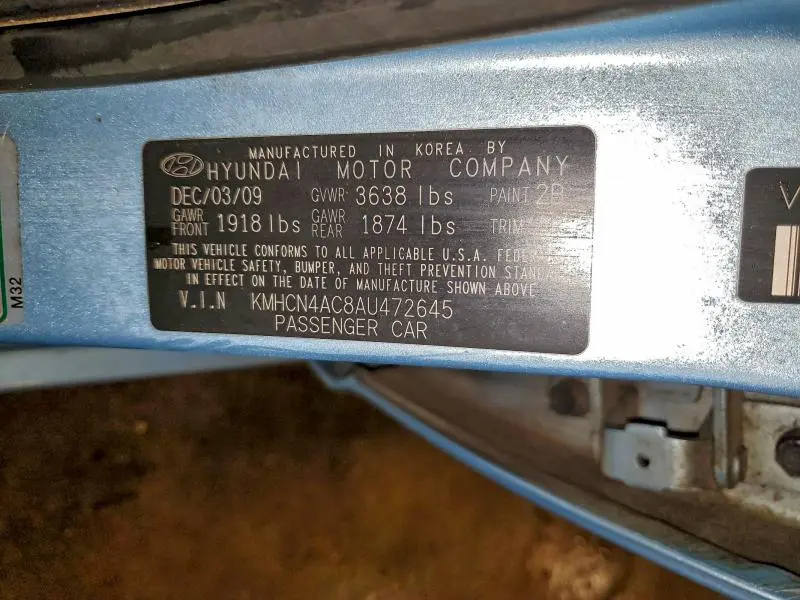 MANUFACTURED IN KOREA BY
HYUNDAI MOTOR COMPANY
DEC/03/09 GVWR 3638 lbs PAINT 2B
GAWR FRONT 1918 lbs GAWR REAR 1874 lbs TRIM
THIS VEHICLE CONFORMS TO ALL APPLICABLE U.S.A.
MOTOR VEHICLE SAFETY, BUMPER, AND THEFT PREVENTION
IN EFFECT ON THE DATE OF MANUFACTURE SHOWN ABOVE
V.I.N KMHCN4AC8AU472645
PASSENGER CAR
M32
V